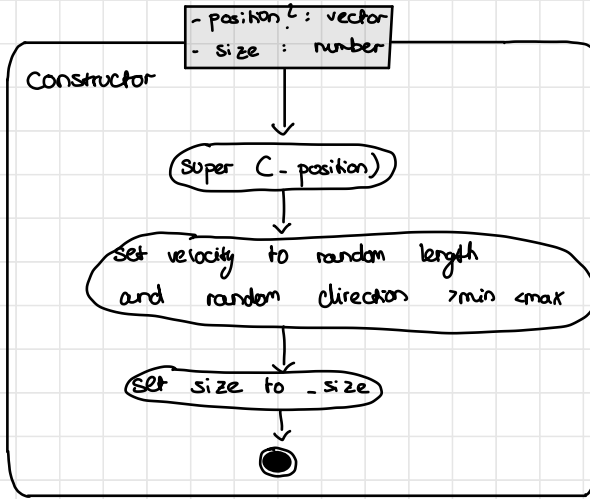 - position? : vector
- size : number
Constructor
super (_position)
set velocity to random length
and random direction >min <max
set size to _size